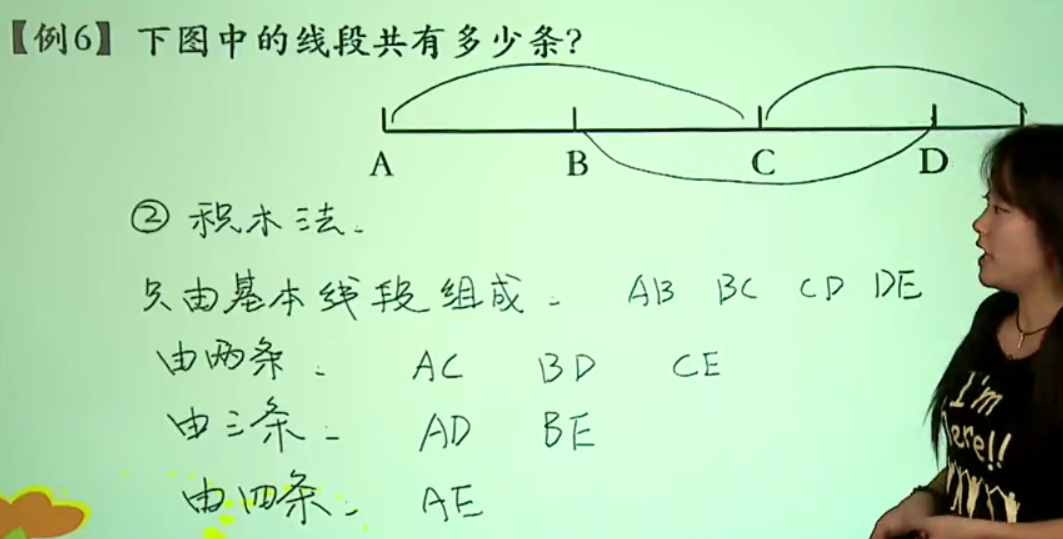 【例6】下图中的线段共有多少条?
A B C D
② 积木法:
只由基本线段组成: AB BC CD DE
由两条: AC BD CE
由三条: AD BE
由四条: AE
I'm
ere!!